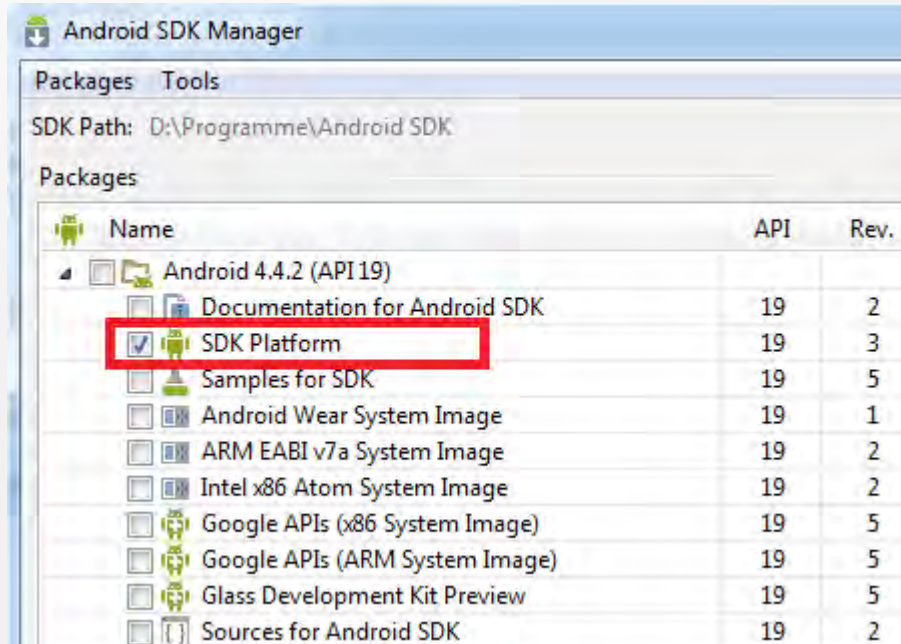 Android SDK Manager
Packages Tools
SDK Path: D:\Programme\Android SDK
Packages
Name API Rev.
Android 4.4.2 (API 19)
Documentation for Android SDK 19 2
SDK Platform 19 3
Samples for SDK 19 5
Android Wear System Image 19 1
ARM EABI v7a System Image 19 2
Intel x86 Atom System Image 19 2
Google APIs (x86 System Image) 19 5
Google APIs (ARM System Image) 19 5
Glass Development Kit Preview 19 5
Sources for Android SDK 19 2